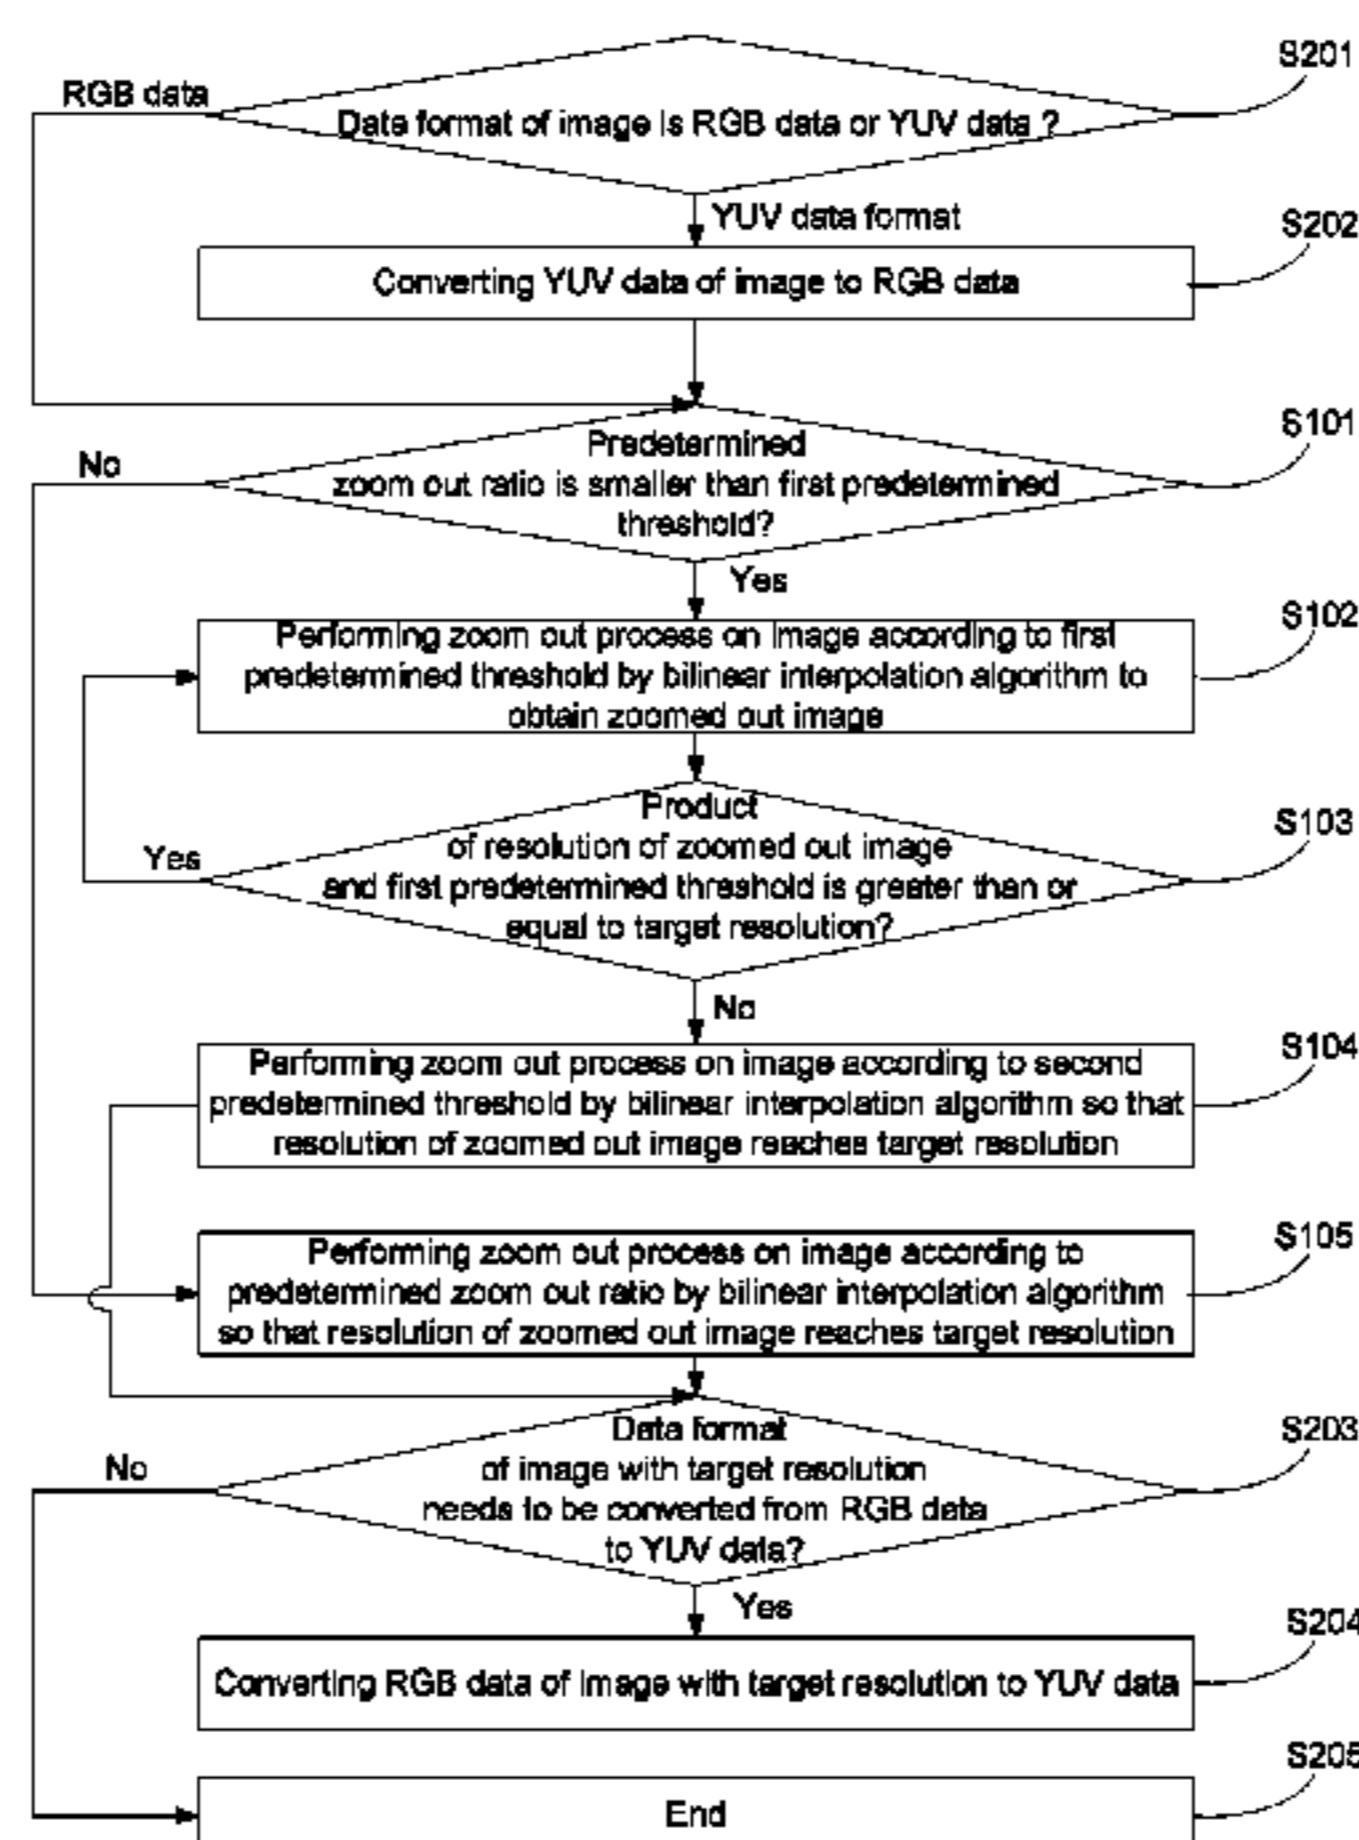 S201
RGB data
Date format of image is RGB data or YUV data ?
YUV data format
S202
Converting YUV data of image to RGB data
S101
No
Predetermined
zoom out ratio is smaller than first predetermined
threshold?
Yes
S102
Performing zoom out process on image according to first
predetermined threshold by bilinear interpolation algorithm to
obtain zoomed out image
S103
Product
of resolution of zoomed out image
Yes
and first predetermined threshold is greater than or
equal to target resolution?
No
S104
Performing zoom out process on image according to second
predetermined threshold by bilinear interpolation algorithm so that
resolution of zoomed out image reaches target resolution
S105
Performing zoom out process on image according to
predetermined zoom out ratio by bilinear interpolation algorithm
so that resolution of zoomed out image reaches target resolution
S203
Data format
No
of image with target resolution
needs to be converted from RGB data
to YUV data?
Yes
S204
Converting RGB data of image with target resolution to YUV data
S205
End